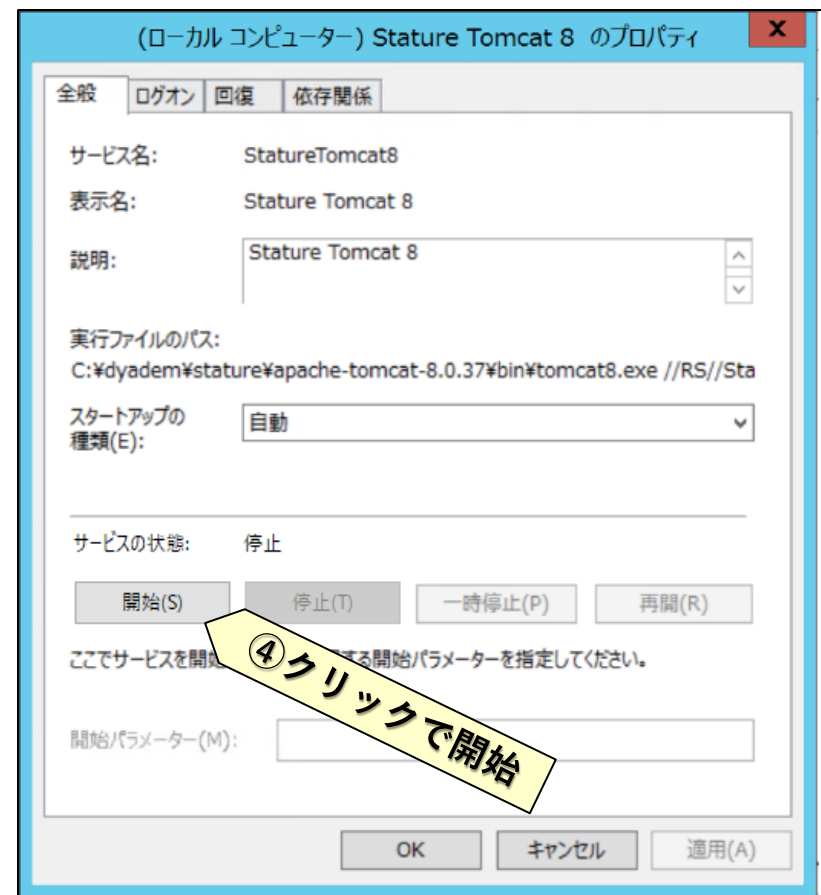 (ローカル コンピューター) Stature Tomcat 8 のプロパティ
x
全般 ログオン 回復 依存関係
サービス名: StatureTomcat8
表示名: Stature Tomcat 8
説明: Stature Tomcat 8
実行ファイルのパス:
C:¥dyadem¥stature¥apache-tomcat-8.0.37¥bin¥tomcat8.exe //RS//Sta
スタートアップの
種類(E):
自動
サービスの状態: 停止
開始(S) 停止(T) 一時停止(P) 再開(R)
④クリックで開始
ここでサービスを開 する開始パラメーターを指定してください。
開始パラメーター(M):
OK キャンセル 適用(A)